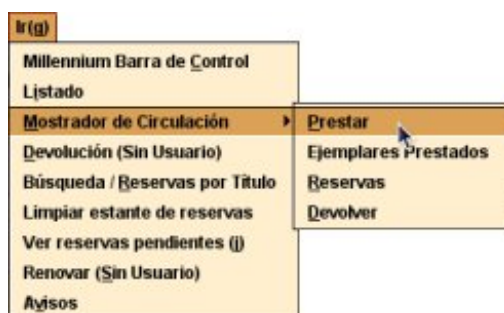 Ir(g)
Millennium Barra de Control
Listado
Mostrador de Circulación
Prestar
Devolución (Sin Usuario)
Ejemplares Prestados
Búsqueda / Reservas por Título
Reservas
Limpiar estante de reservas
Devolver
Ver reservas pendientes (j)
Renovar (Sin Usuario)
Avisos